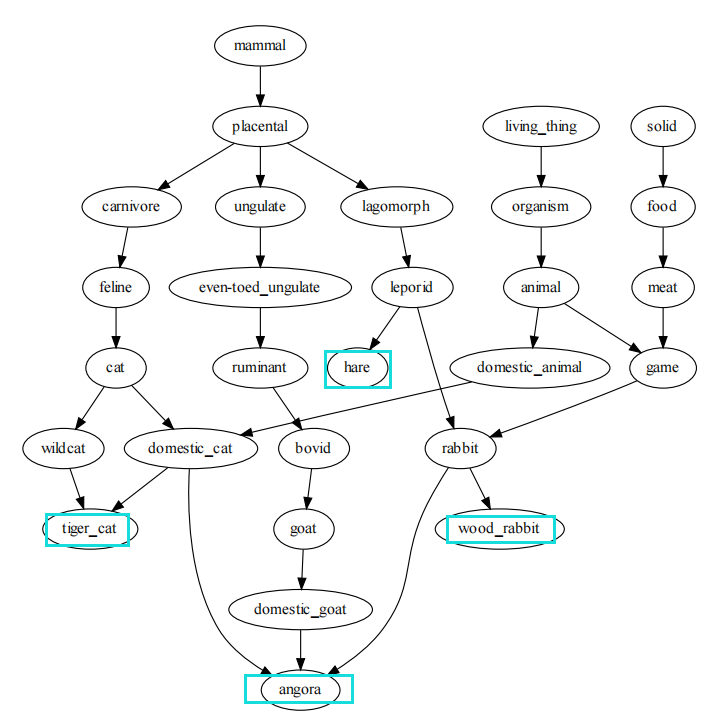 mammal
placental
living_thing
solid
carnivore
ungulate
lagomorph
organism
food
feline
even-toed_ungulate
leporid
animal
meat
cat
ruminant
hare
domestic_animal
game
wildcat
domestic_cat
bovid
rabbit
tiger_cat
goat
wood_rabbit
domestic_goat
angora